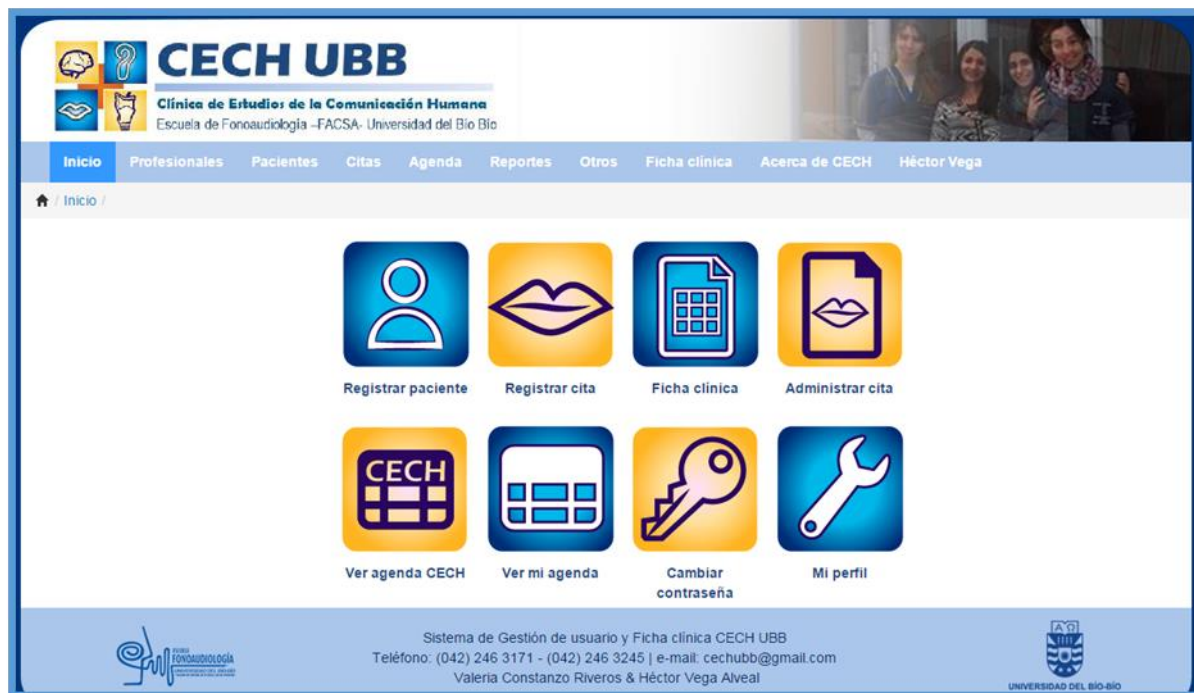 CECH UBB
Clínica de Estudios de la Comunicación Humana
Escuela de Fonoaudiología –FACSA- Universidad del Bío Bío
Inicio Profesionales Pacientes Citas Agenda Reportes Otros Ficha clínica Acerca de CECH Héctor Vega
/ Inicio /
Registrar paciente Registrar cita Ficha clínica Administrar cita
CECH
Ver agenda CECH Ver mi agenda Cambiar contraseña Mi perfil
Sistema de Gestión de usuario y Ficha clínica CECH UBB
Teléfono: (042) 246 3171 - (042) 246 3245 | e-mail: cechubb@gmail.com
Valeria Constanzo Riveros & Héctor Vega Alveal
FONOAUDIOLOGÍA
UNIVERSIDAD DEL BÍO-BÍO